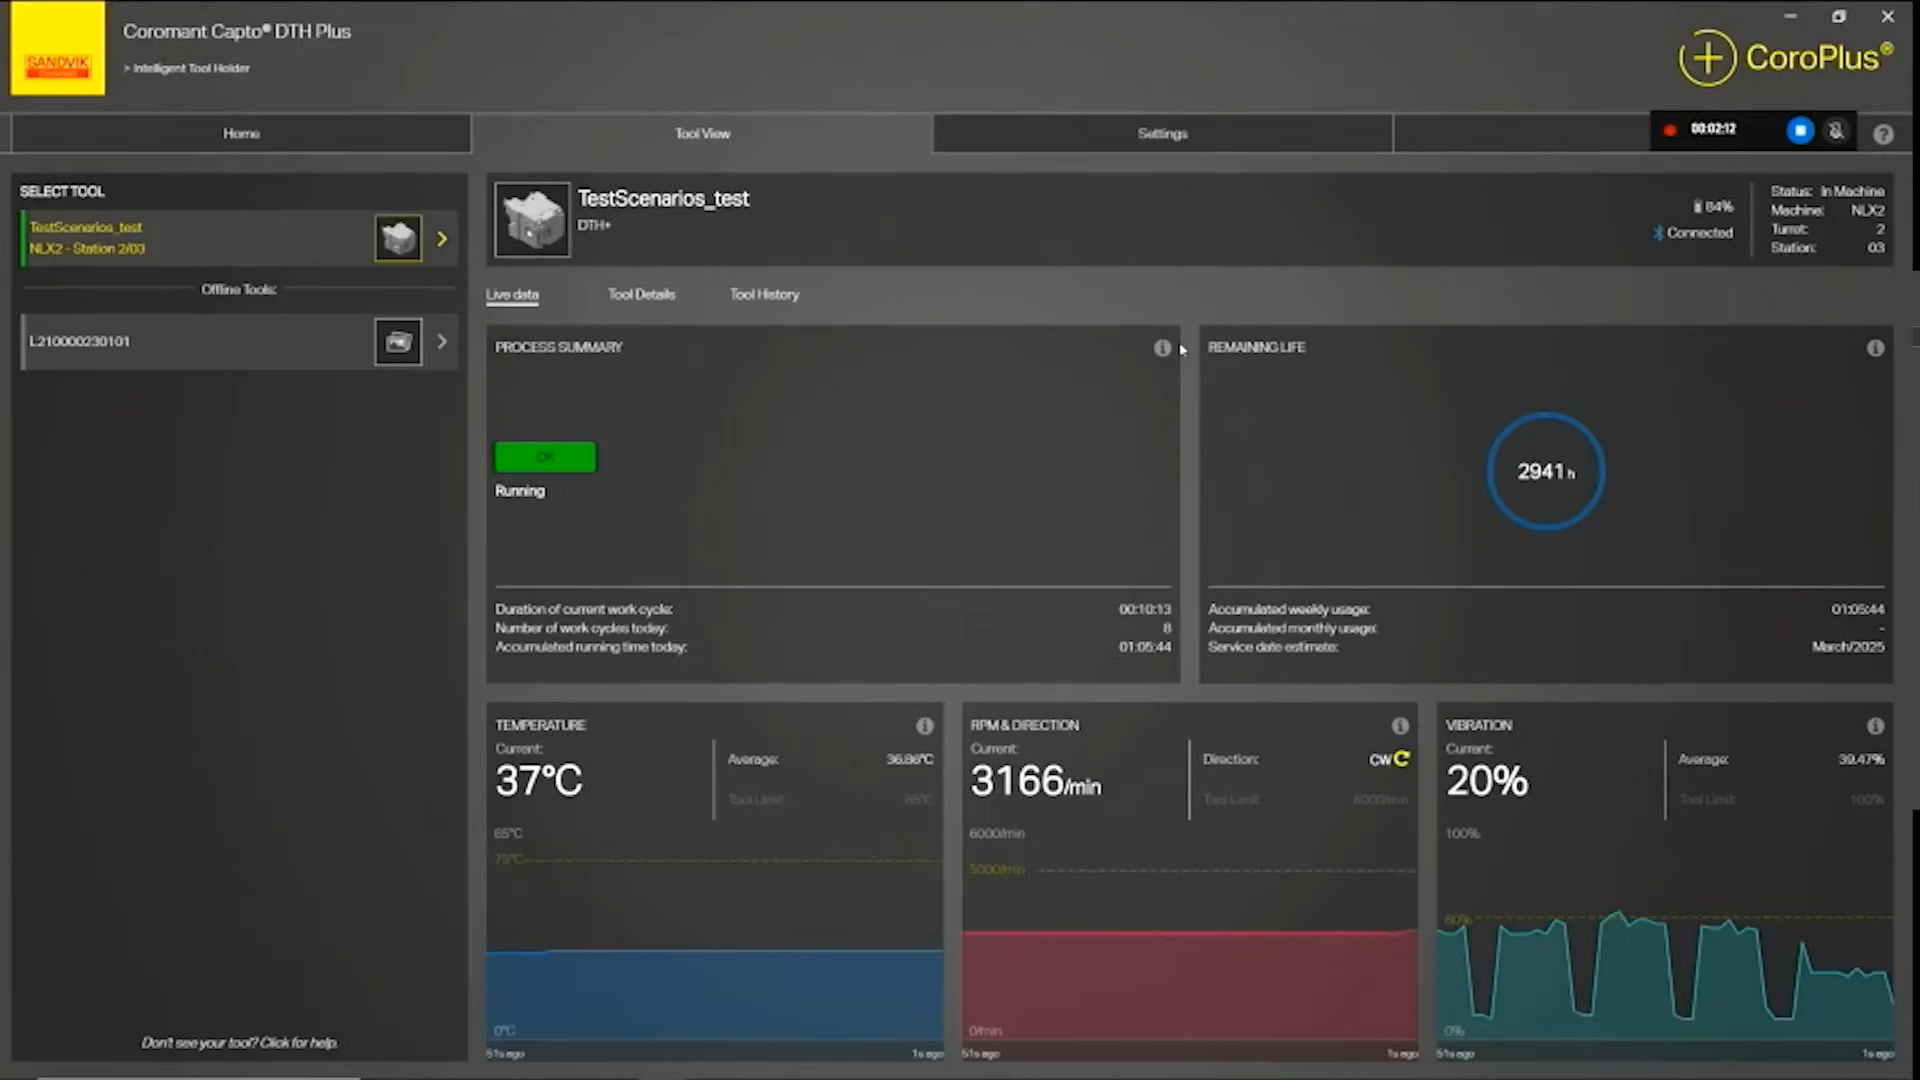 SANDVIK
Coromant Capto® DTH Plus
> Intelligent Tool Holder
CoroPlus®
Home
Tool View
Settings
00:02:12
?
SELECT TOOL
TestScenarios_test
NLX2 - Station 2/03
Offline Tools:
L210000230101
Don't see your tool? Click for help.
TestScenarios_test
DTH+
84%
Connected
Status: In Machine
Machine: NLX2
Turret: 2
Station: 03
Live data
Tool Details
Tool History
PROCESS SUMMARY
OK
Running
Duration of current work cycle: 00:10:13
Number of work cycles today: 8
Accumulated running time today: 01:05:44
REMAINING LIFE
2941 h
Accumulated weekly usage: 01:05:44
Accumulated monthly usage: -
Service date estimate: March/2025
TEMPERATURE
Current:
37°C
Average: 36.86°C
Tool Limit: 85°C
85°C
75°C
0°C
51s ago
1s ago
RPM & DIRECTION
Current:
3166/min
Direction: CW
Tool Limit: 6000/min
6000/min
5000/min
0/min
51s ago
1s ago
VIBRATION
Current:
20%
Average: 39.47%
Tool Limit: 100%
100%
60%
0%
51s ago
1s ago